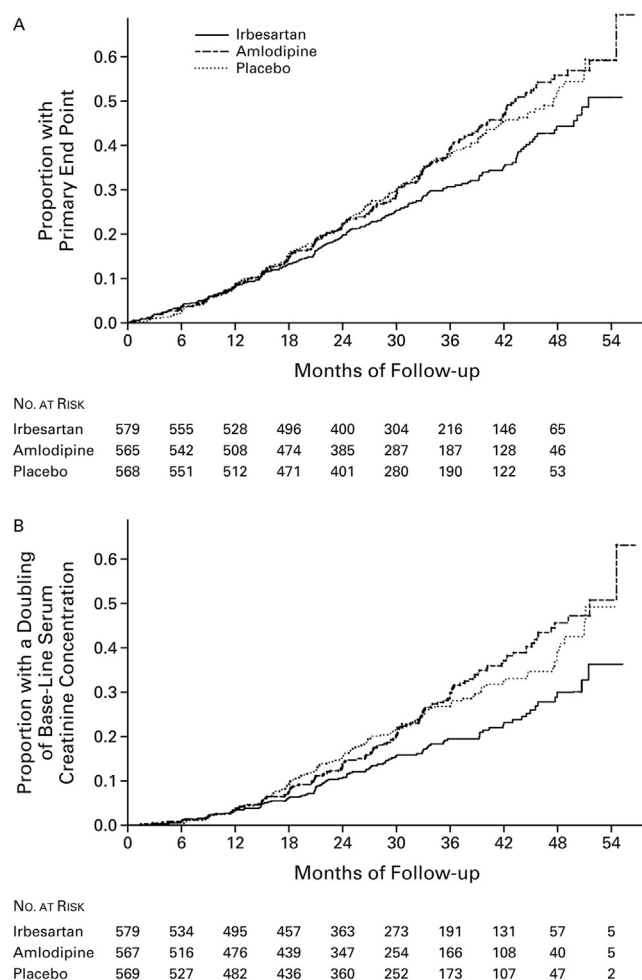 A
Irbesartan
Amlodipine
Placebo
Proportion with
Primary End Point
0.6
0.5
0.4
0.3
0.2
0.1
0.0
0 6 12 18 24 30 36 42 48 54
Months of Follow-up
NO. AT RISK
Irbesartan 579 555 528 496 400 304 216 146 65
Amlodipine 565 542 508 474 385 287 187 128 46
Placebo 568 551 512 471 401 280 190 122 53
B
Proportion with a Doubling
of Base-Line Serum
Creatinine Concentration
0.6
0.5
0.4
0.3
0.2
0.1
0.0
0 6 12 18 24 30 36 42 48 54
Months of Follow-up
NO. AT RISK
Irbesartan 579 534 495 457 363 273 191 131 57 5
Amlodipine 567 516 476 439 347 254 166 108 40 5
Placebo 569 527 482 436 360 252 173 107 47 2